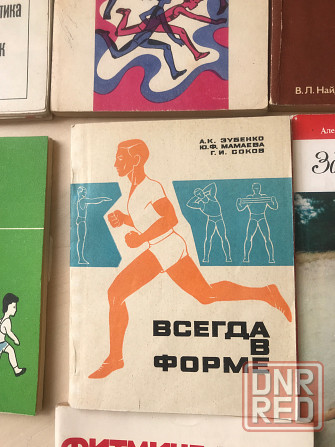 В.Л. Най
А.К. ЗУБЕНКО
Ю.Ф. МАМАЕВА
Г.И. СОКОВ
ВСЕГДА
В
ФОРМЕ
DNR
RED